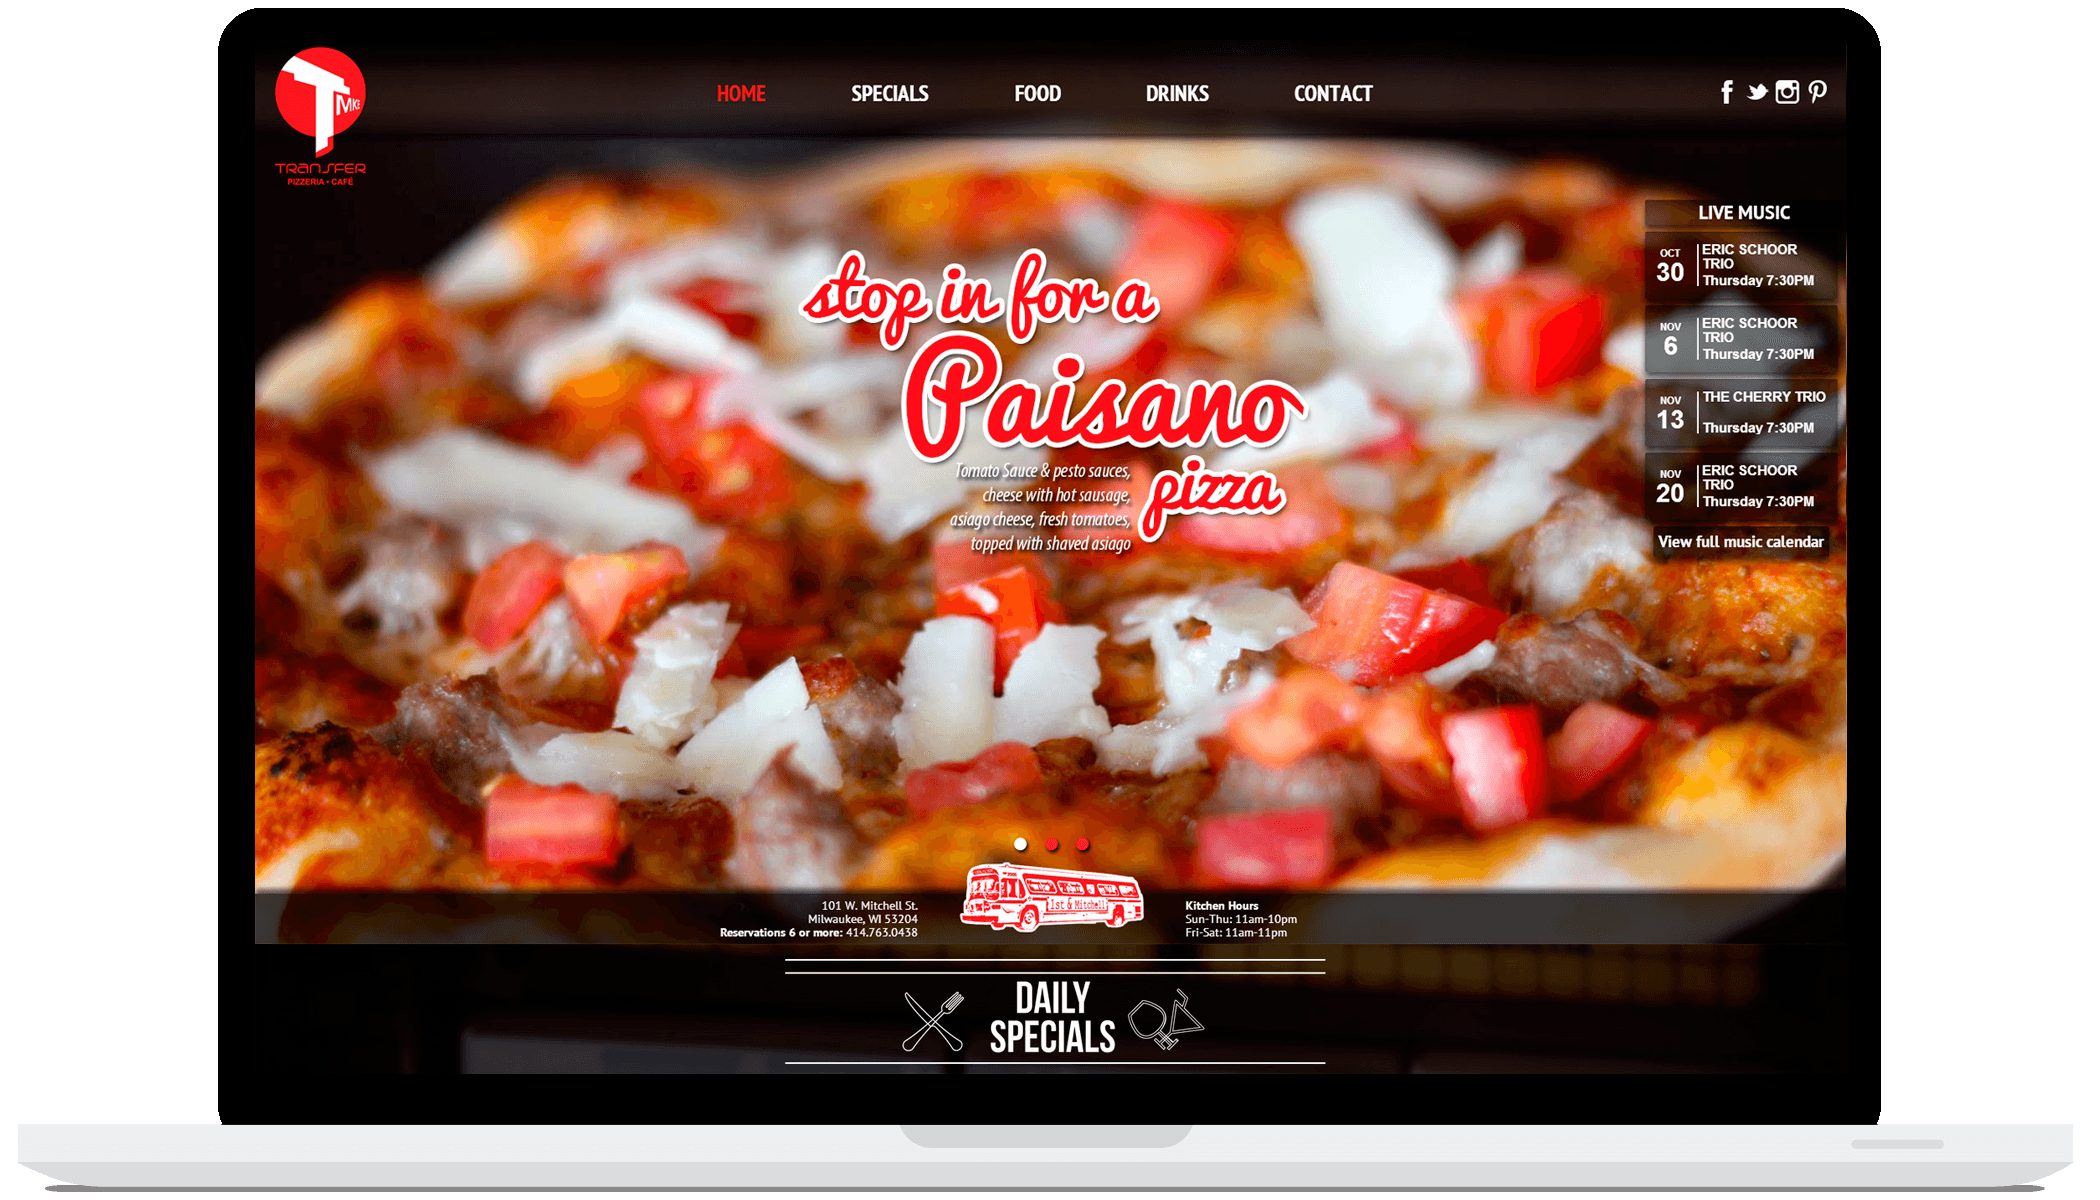 T
MKE
TRANSFER
PIZZERIA • CAFÉ
HOME
SPECIALS
FOOD
DRINKS
CONTACT
LIVE MUSIC
OCT
30
ERIC SCHOOR
TRIO
Thursday 7:30PM
NOV
6
ERIC SCHOOR
TRIO
Thursday 7:30PM
NOV
13
THE CHERRY TRIO
Thursday 7:30PM
NOV
20
ERIC SCHOOR
TRIO
Thursday 7:30PM
View full music calendar
stop in for a
Paisano
pizza
Tomato Sauce & pesto sauces,
cheese with hot sausage,
asiago cheese, fresh tomatoes,
topped with shaved asiago
101 W. Mitchell St.
Milwaukee, WI 53204
Reservations 6 or more: 414.763.0438
1st & Mitchell
Kitchen Hours
Sun-Thu: 11am-10pm
Fri-Sat: 11am-11pm
DAILY
SPECIALS